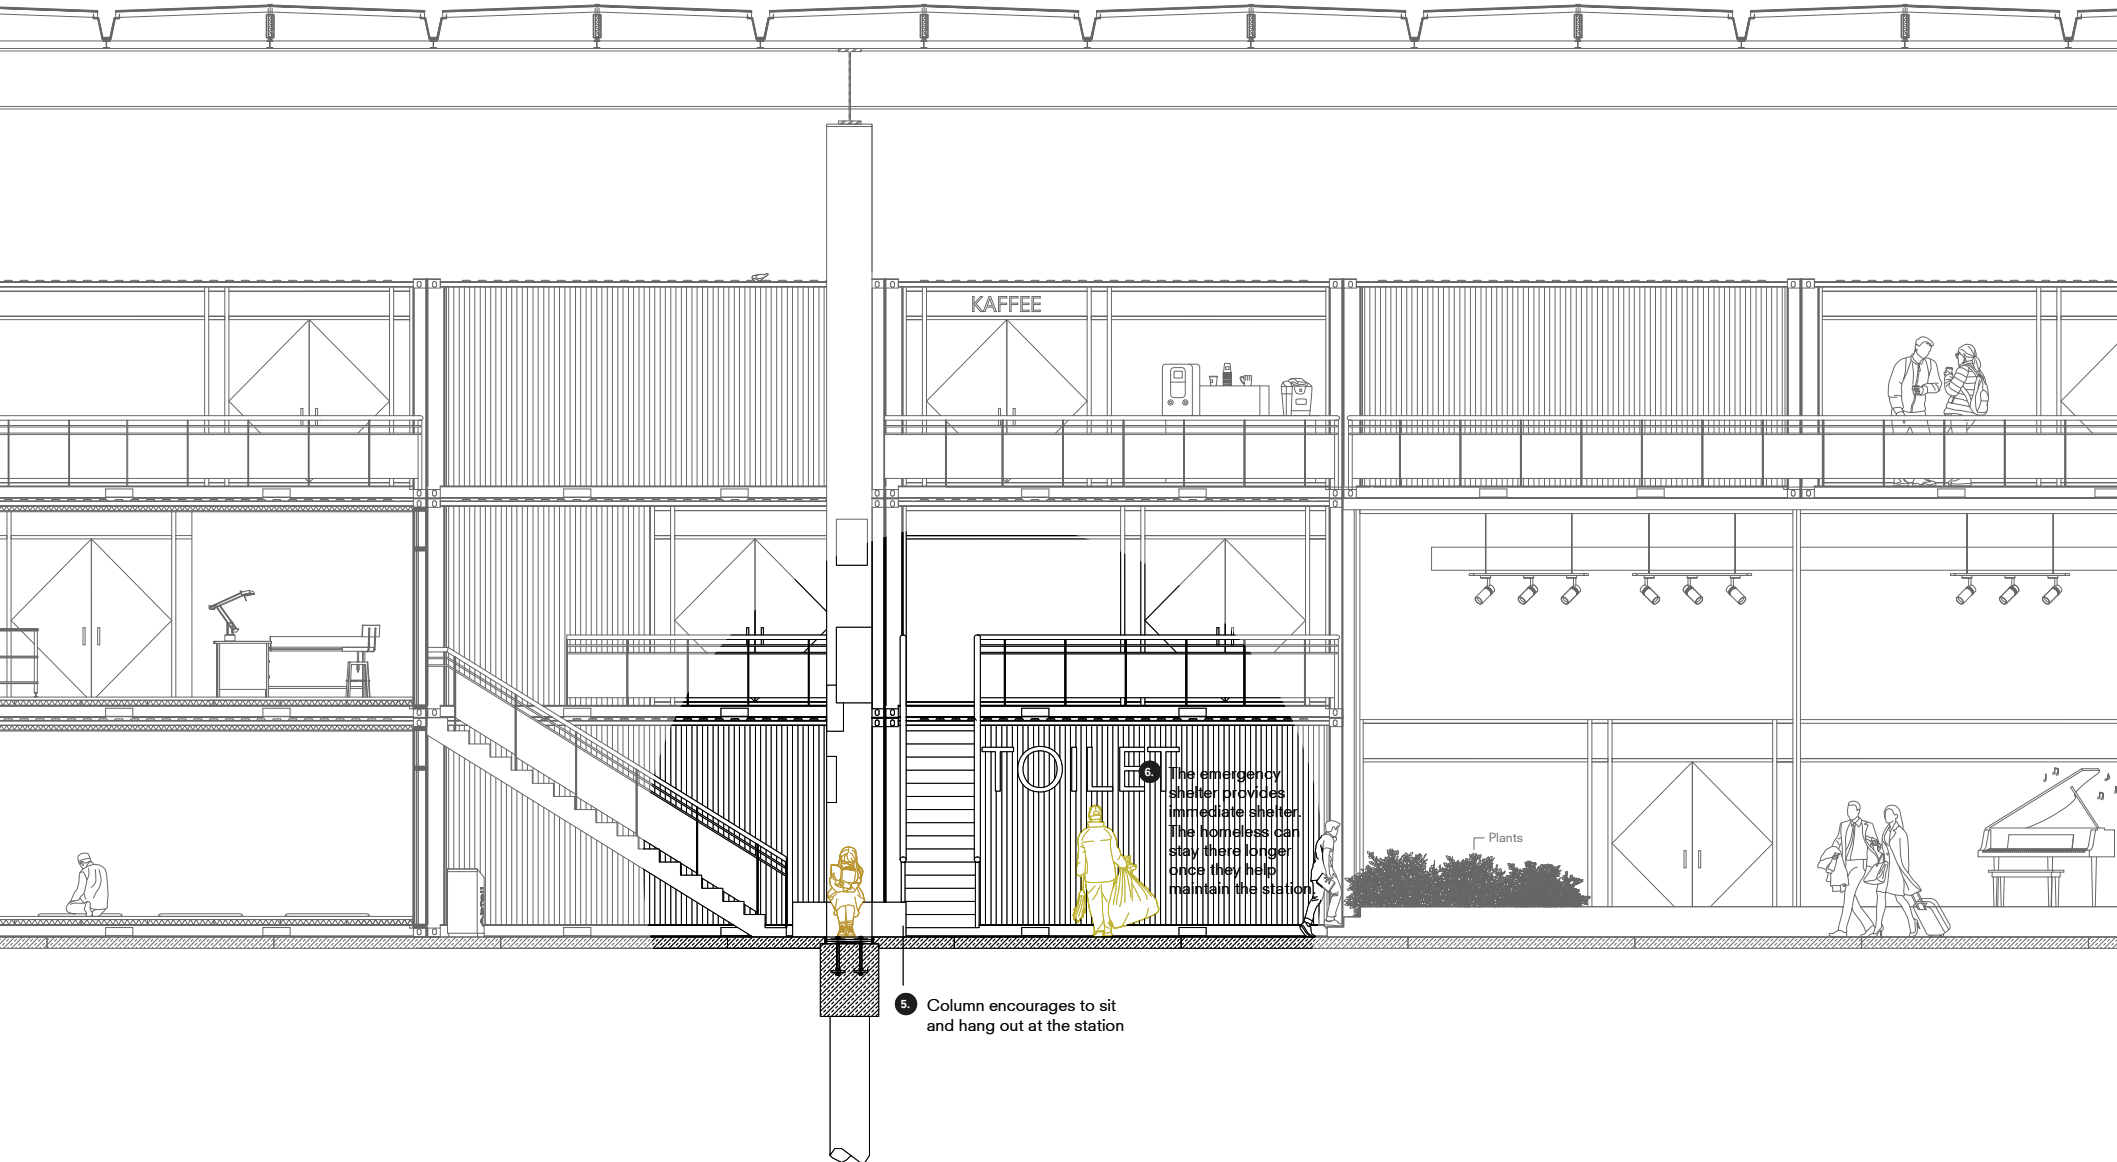 KAFFEE
TOILET
6.
The emergency
shelter provides
immediate shelter.
The homeless can
stay there longer
once they help
maintain the station.
Plants
5.
Column encourages to sit
and hang out at the station